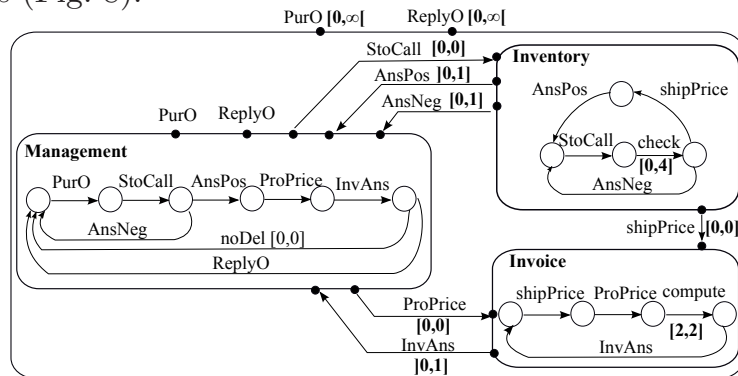 PurO [0,∞[ ReplyO [0,∞[
StoCall [0,0]
Inventory
AnsPos ]0,1]
AnsPos shipPrice
AnsNeg [0,1]
PurO ReplyO
StoCall check
[0,4]
Management
AnsNeg
PurO StoCall AnsPos ProPrice InvAns
AnsNeg
noDel [0,0]
shipPrice [0,0]
ReplyO
Invoice
ProPrice
[0,0]
shipPrice ProPrice compute
[2,2]
InvAns
]0,1]
InvAns